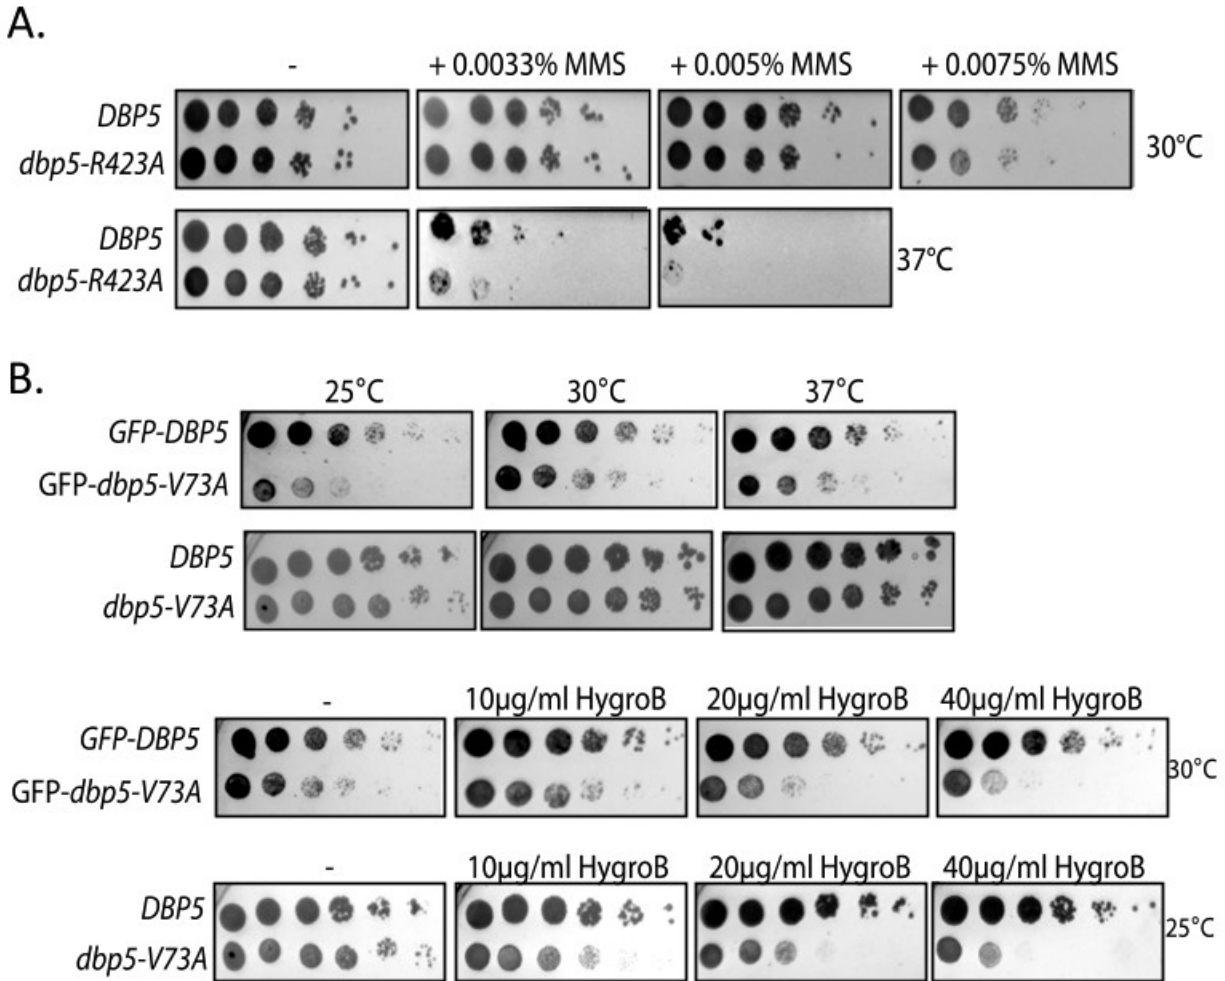 A.
- + 0.0033% MMS + 0.005% MMS + 0.0075% MMS
DBP5
dbp5-R423A
30°C
DBP5
dbp5-R423A
37°C
B.
25°C 30°C 37°C
GFP-DBP5
GFP-dbp5-V73A
DBP5
dbp5-V73A
- 10µg/ml HygroB 20µg/ml HygroB 40µg/ml HygroB
GFP-DBP5
GFP-dbp5-V73A
30°C
- 10µg/ml HygroB 20µg/ml HygroB 40µg/ml HygroB
DBP5
dbp5-V73A
25°C